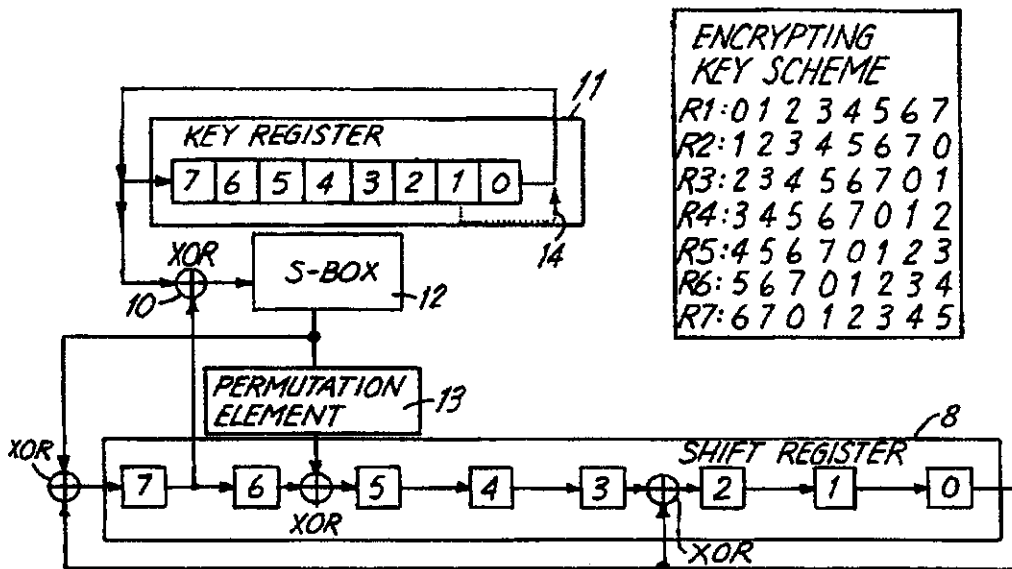 ENCRYPTING
KEY SCHEME
R1: 0 1 2 3 4 5 6 7
R2: 1 2 3 4 5 6 7 0
R3: 2 3 4 5 6 7 0 1
R4: 3 4 5 6 7 0 1 2
R5: 4 5 6 7 0 1 2 3
R6: 5 6 7 0 1 2 3 4
R7: 6 7 0 1 2 3 4 5
11
KEY REGISTER
7 6 5 4 3 2 1 0
14
XOR
10
S-BOX
12
PERMUTATION
ELEMENT
13
8
SHIFT REGISTER
XOR
7 6 5 4 3 2 1 0
XOR
XOR